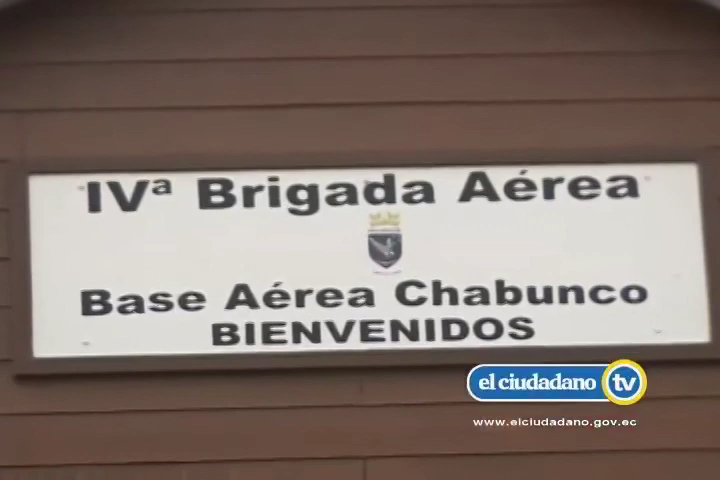 IVª Brigada Aérea
Base Aérea Chabunco
BIENVENIDOS
el ciudadano tv
www.elciudadano.gov.ec